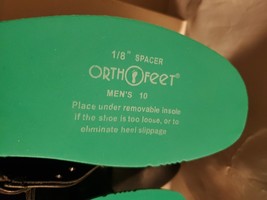 1/8" SPACER
ORTHOFEET®
MEN'S 10
Place under removable insole
if the shoe is too loose, or to
eliminate heel slippage